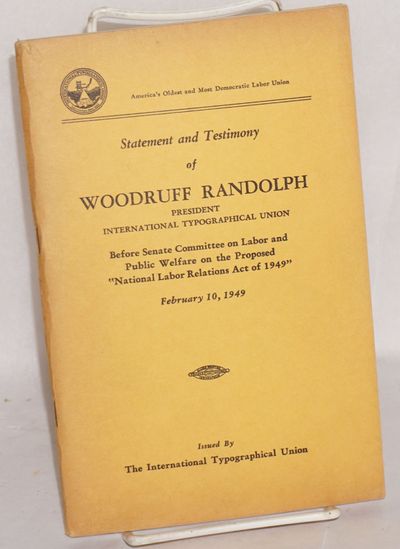 America's Oldest and Most Democratic Labor Union
Statement and Testimony
of
WOODRUFF RANDOLPH
PRESIDENT
INTERNATIONAL TYPOGRAPHICAL UNION
Before Senate Committee on Labor and
Public Welfare on the Proposed
"National Labor Relations Act of 1949"
February 10, 1949
Issued By
The International Typographical Union